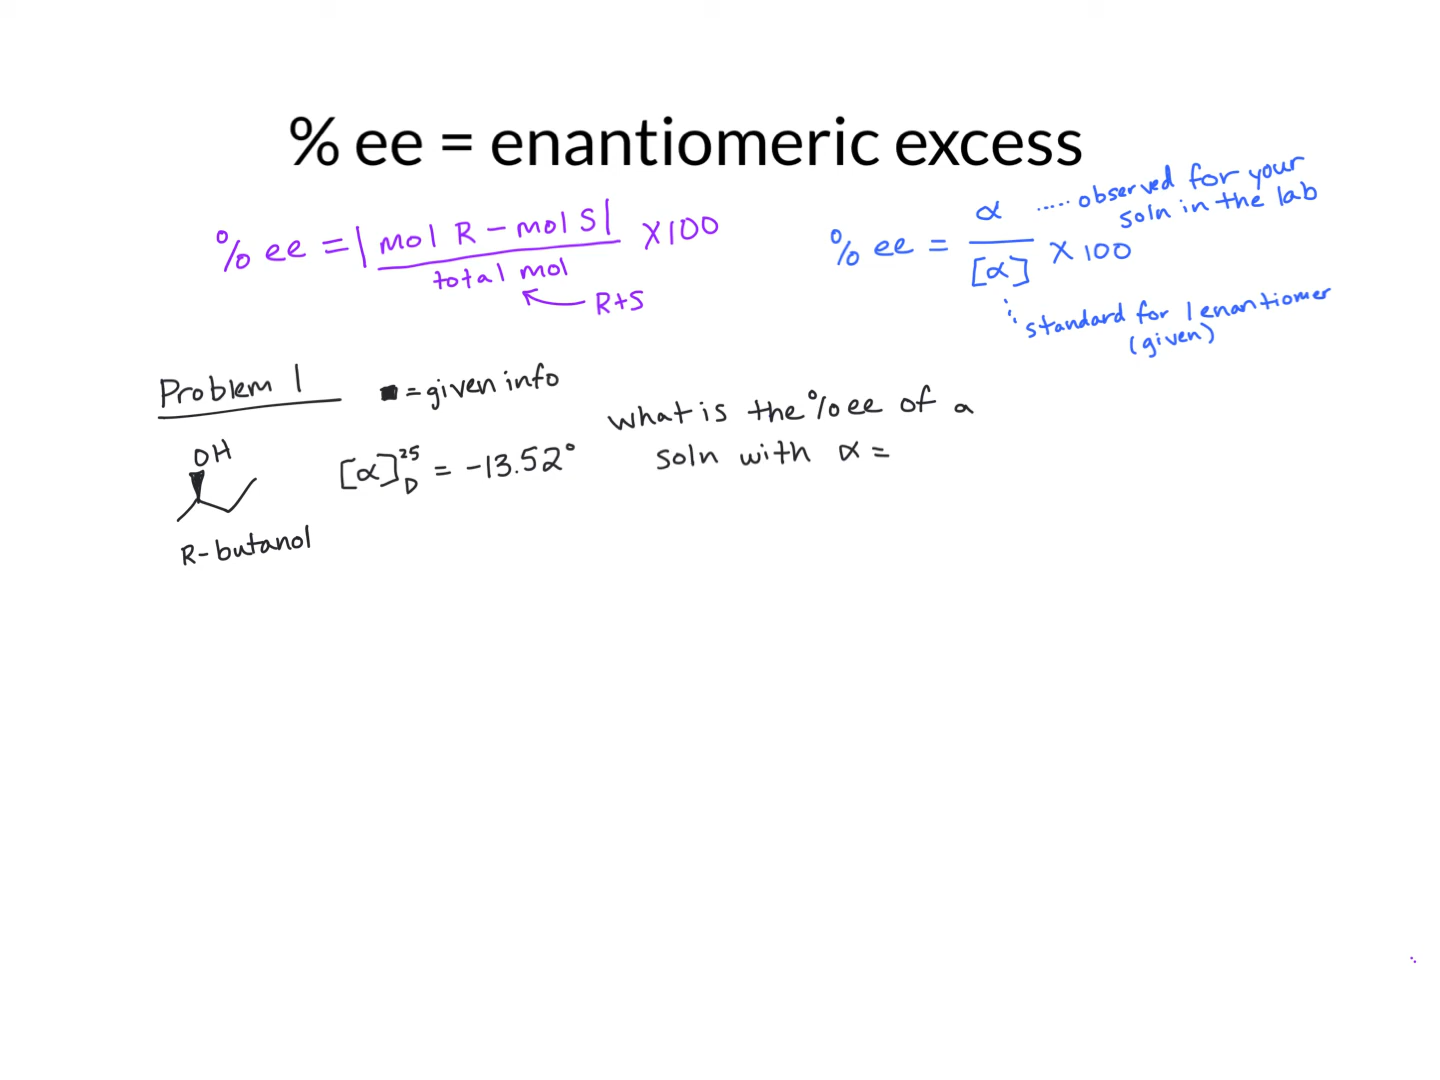 % ee = enantiomeric excess
% ee = |mol R - mol S| / total mol x100
R+S
% ee = α / [α] x 100
..... observed for your
soln in the lab
standard for 1 enantiomer
(given)
Problem 1
■ = given info
OH
R-butanol
[α]²⁵_D = -13.52°
what is the % ee of a
soln with α =